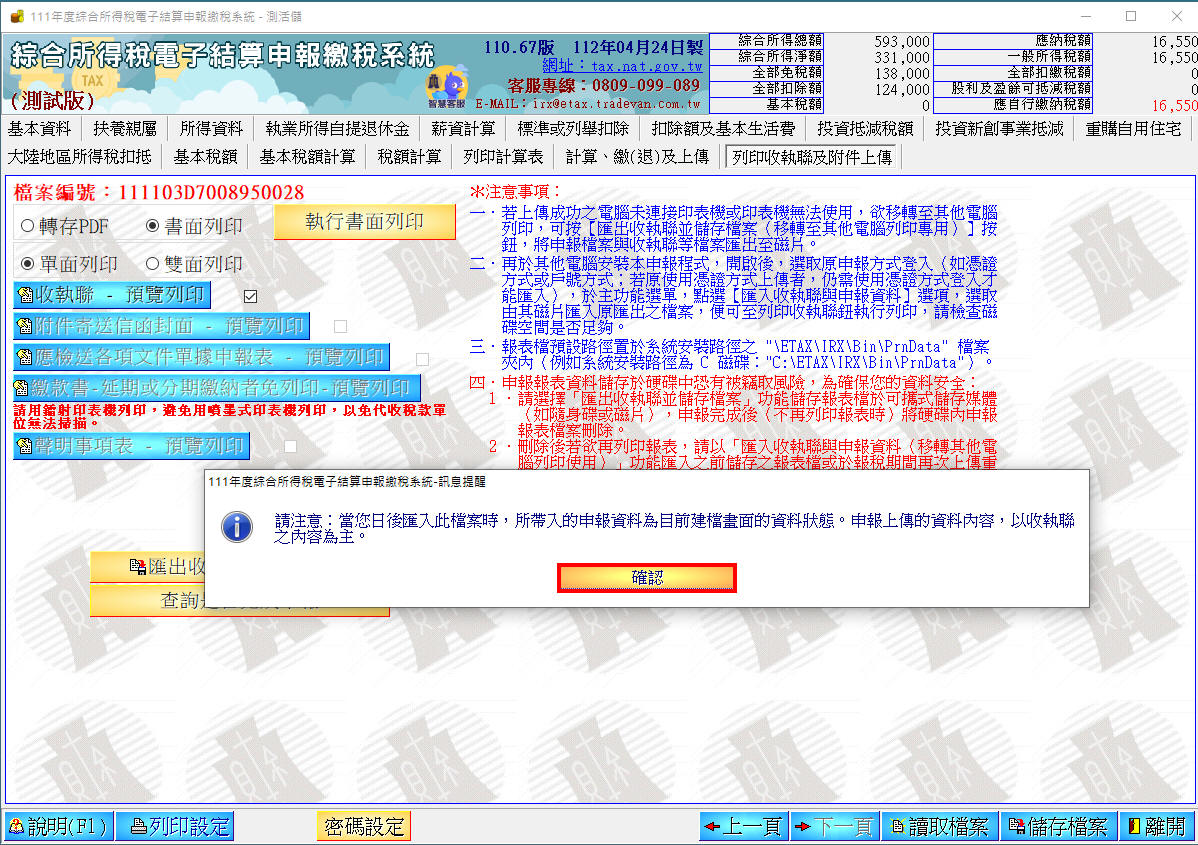 111年度綜合所得稅電子結算申報繳稅系統 - 測活儲
綜合所得稅電子結算申報繳稅系統
(測試版)
TAX
110.67版 112年04月24日製
網址：tax.nat.gov.tw
客服專線：0809-099-089
E-MAIL：irx@etax.tradevan.com.tw
智慧客服
綜合所得總額 593,000 應納稅額 16,550
綜合所得淨額 331,000 一般所得稅額 16,550
全部免稅額 138,000 全部扣繳稅額 0
全部扣除額 124,000 股利及盈餘可抵減稅額 0
基本稅額 0 應自行繳納稅額 16,550
基本資料 扶養親屬 所得資料 執業所得自提退休金 薪資計算 標準或列舉扣除 扣除額及基本生活費 投資抵減稅額 投資新創事業抵減 重購自用住宅
大陸地區所得稅扣抵 基本稅額 基本稅額計算 稅額計算 列印計算表 計算、繳(退)及上傳 列印收執聯及附件上傳
檔案編號：111103D7008950028
轉存PDF 書面列印 執行書面列印
單面列印 雙面列印
收執聯 - 預覽列印
附件寄送信函封面 - 預覽列印
應檢送各項文件單據申報表 - 預覽列印
繳款書-延期或分期繳納者免列印-預覽列印
請用鐳射印表機列印，避免用噴墨式印表機列印，以免代收稅款單
位無法掃描。
聲明事項表 - 預覽列印
*注意事項：
一．若上傳成功之電腦未連接印表機或印表機無法使用，欲移轉至其他電腦
列印，可按［匯出收執聯並儲存檔案（移轉至其他電腦列印專用）］按
鈕，將申報檔案與收執聯等檔案匯出至磁片。
二．再於其他電腦安裝本申報程式，開啟後，選取原申報方式登入（如憑證
方式或戶號方式；若原使用憑證方式上傳者，仍需使用憑證方式登入才
能匯入），於主功能選單，點選［匯入收執聯與申報資料］選項，選取
由其磁片匯入原匯出之檔案，便可至列印收執聯鈕執行列印，請檢查磁
碟空間是否足夠。
三．報表檔預設路徑置於系統安裝路徑之 "\ETAX\IRX\Bin\PrnData" 檔案
夾內（例如系統安裝路徑為 C 磁碟："C:\ETAX\IRX\Bin\PrnData"）。
四．申報報表資料儲存於硬碟中恐有被竊取風險，為確保您的資料安全：
1．請選擇「匯出收執聯並儲存檔案」功能儲存報表檔於可攜式儲存媒體
（如隨身碟或磁片），申報完成後（不再列印報表時）將硬碟內申報
報表檔案刪除。
2．刪除後若欲再列印報表，請以「匯入收執聯與申報資料（移轉其他電
腦列印使用）」功能匯入之前儲存之報表檔或於報稅期間再次上傳重
111年度綜合所得稅電子結算申報繳稅系統-訊息提醒
請注意：當您日後匯入此檔案時，所帶入的申報資料為目前建檔畫面的資料狀態。申報上傳的資料內容，以收執聯
之內容為主。
確認
匯出收
查詢
說明(F1) 列印設定 密碼設定 上一頁 下一頁 讀取檔案 儲存檔案 離開